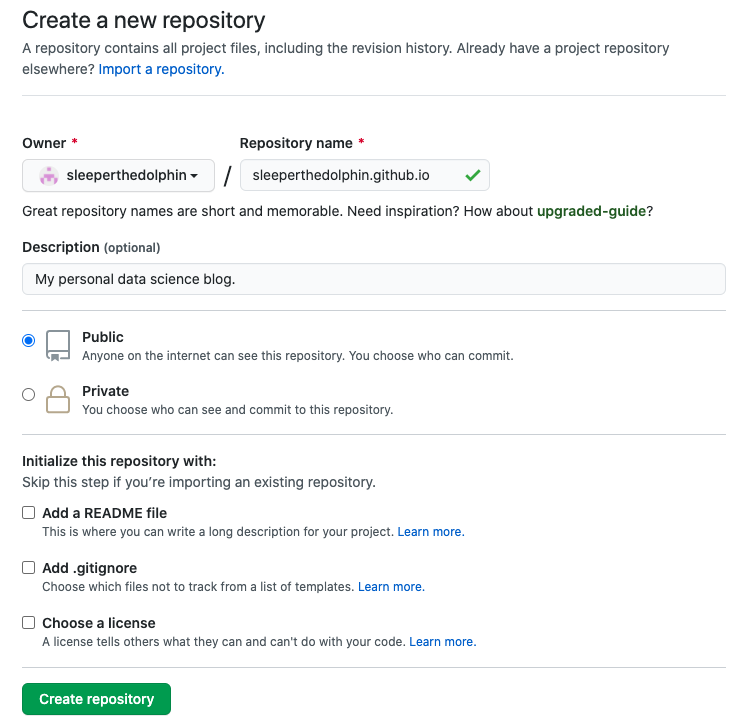 Create a new repository
A repository contains all project files, including the revision history. Already have a project repository
elsewhere? Import a repository.
Owner * Repository name *
sleeperthedolphin / sleeperthedolphin.github.io
Great repository names are short and memorable. Need inspiration? How about upgraded-guide?
Description (optional)
My personal data science blog.
Public
Anyone on the internet can see this repository. You choose who can commit.
Private
You choose who can see and commit to this repository.
Initialize this repository with:
Skip this step if you’re importing an existing repository.
Add a README file
This is where you can write a long description for your project. Learn more.
Add .gitignore
Choose which files not to track from a list of templates. Learn more.
Choose a license
A license tells others what they can and can't do with your code. Learn more.
Create repository